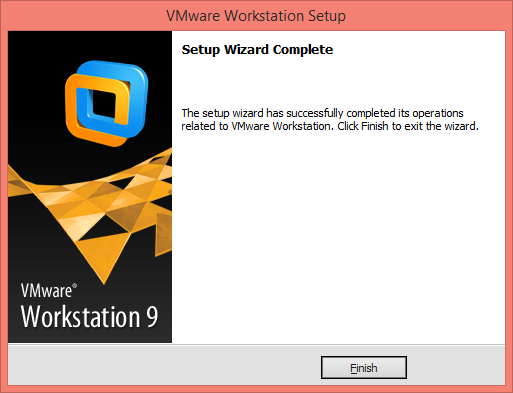 VMware Workstation Setup
Setup Wizard Complete
The setup wizard has successfully completed its operations
related to VMware Workstation. Click Finish to exit the wizard.
VMware®
Workstation 9
Finish